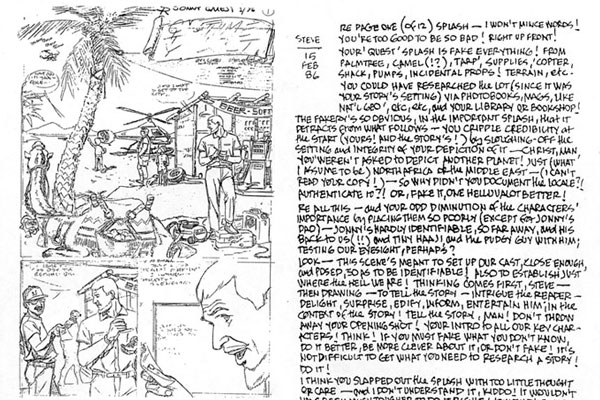 TO JONNY QUEST 1/86 1
BEER - SOFT
STEVE
15
FEB
86
RE PAGE ONE (OF 12) SPLASH — I WON'T MINCE WORDS!
YOU'RE TOO GOOD TO BE SO BAD! RIGHT UP FRONT!
YOUR 'QUEST' SPLASH IS FAKE EVERYTHING! FROM
PALMTREE, CAMEL (!?), TARP, SUPPLIES, 'COPTER,
SHACK, PUMPS, INCIDENTAL PROPS! TERRAIN, ETC.
YOU COULD HAVE RESEARCHED THE LOT (SINCE IT WAS
YOUR STORY'S SETTING) VIA PHOTOBOOKS, MAGS, LIKE
NAT'L GEO', ETC, ETC, AND YOUR LIBRARY OR BOOKSHOP!
THE FAKERY'S SO OBVIOUS, IN THE IMPORTANT SPLASH, THAT IT
DETRACTS FROM WHAT FOLLOWS — YOU CRIPPLE CREDIBILITY AT
THE START (YOURS! AND THE STORY'S!) BY SLOUGHING-OFF THE
SETTING AND INTEGRITY OF YOUR DEPICTION OF IT — CHRIST, MAN
YOU WEREN'T ASKED TO DEPICT ANOTHER PLANET! JUST (WHAT
I ASSUME TO BE) NORTH AFRICA OR THE MIDDLE EAST — (I CAN'T
READ YOUR COPY!) — SO WHY DIDN'T YOU DOCUMENT THE LOCALE?!
AUTHENTICATE IT?! OR, FAKE IT, ONE HELLUVALOT BETTER!
RE ALL THIS — AND YOUR ODD DIMINUTION OF THE CHARACTERS'
IMPORTANCE BY PLACING THEM SO POORLY (EXCEPT FOR JONNY'S
DAD) — JONNY'S HARDLY IDENTIFIABLE, SO FAR AWAY, AND HIS
BACK TO US (!!) AND TINY HAAJI AND THE PUDGY GUY WITH HIM;
TESTING OUR EYESIGHT, PERHAPS?
LOOK — THIS SCENE'S MEANT TO SET UP OUR CAST, CLOSE ENOUGH,
AND POSED, SO AS TO BE IDENTIFIABLE! ALSO TO ESTABLISH JUST
WHERE THE HELL WE ARE! THINKING COMES FIRST, STEVE —
THEN DRAWING — TO TELL THE STORY — INTRIGUE THE READER —
DELIGHT, SURPRISE, EDIFY, INFORM, ENTERTAIN HIM, IN THE
CONTEXT OF THE STORY! TELL THE STORY, MAN! DON'T THROW
AWAY YOUR OPENING SHOT! YOUR INTRO TO ALL OUR KEY CHAR-
ACTERS! THINK! IF YOU MUST FAKE WHAT YOU DON'T KNOW,
DO IT BETTER, BE MORE CLEVER ABOUT IT, OR DON'T FAKE! IT'S
NOT DIFFICULT TO GET WHAT YOU NEED TO RESEARCH A STORY!
DO IT!
I THINK YOU SLAPPED OUT THE SPLASH WITH TOO LITTLE THOUGHT
OR CARE — AND I DON'T UNDERSTAND IT, KIDDO! IT WOULDN'T